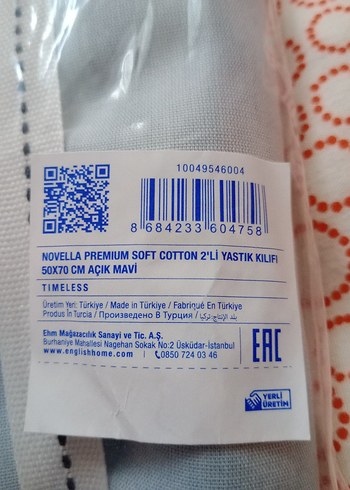 10049546004
8 684233 604758
NOVELLA PREMIUM SOFT COTTON 2'Lİ YASTIK KILIFI
50X70 CM AÇIK MAVİ
TIMELESS
Üretim Yeri: Türkiye / Made in Türkiye / Fabriqué En Türkiye
Produs în Turcia / Произведено В Турция / بلد الإنتاج: تركيا
Ehm Mağazacılık Sanayi ve Tic. A.Ş.
Burhaniye Mahallesi Nagehan Sokak No:2 Üsküdar-İstanbul
www.englishhome.com | 0850 724 03 46
EAC
YERLİ
ÜRETİM